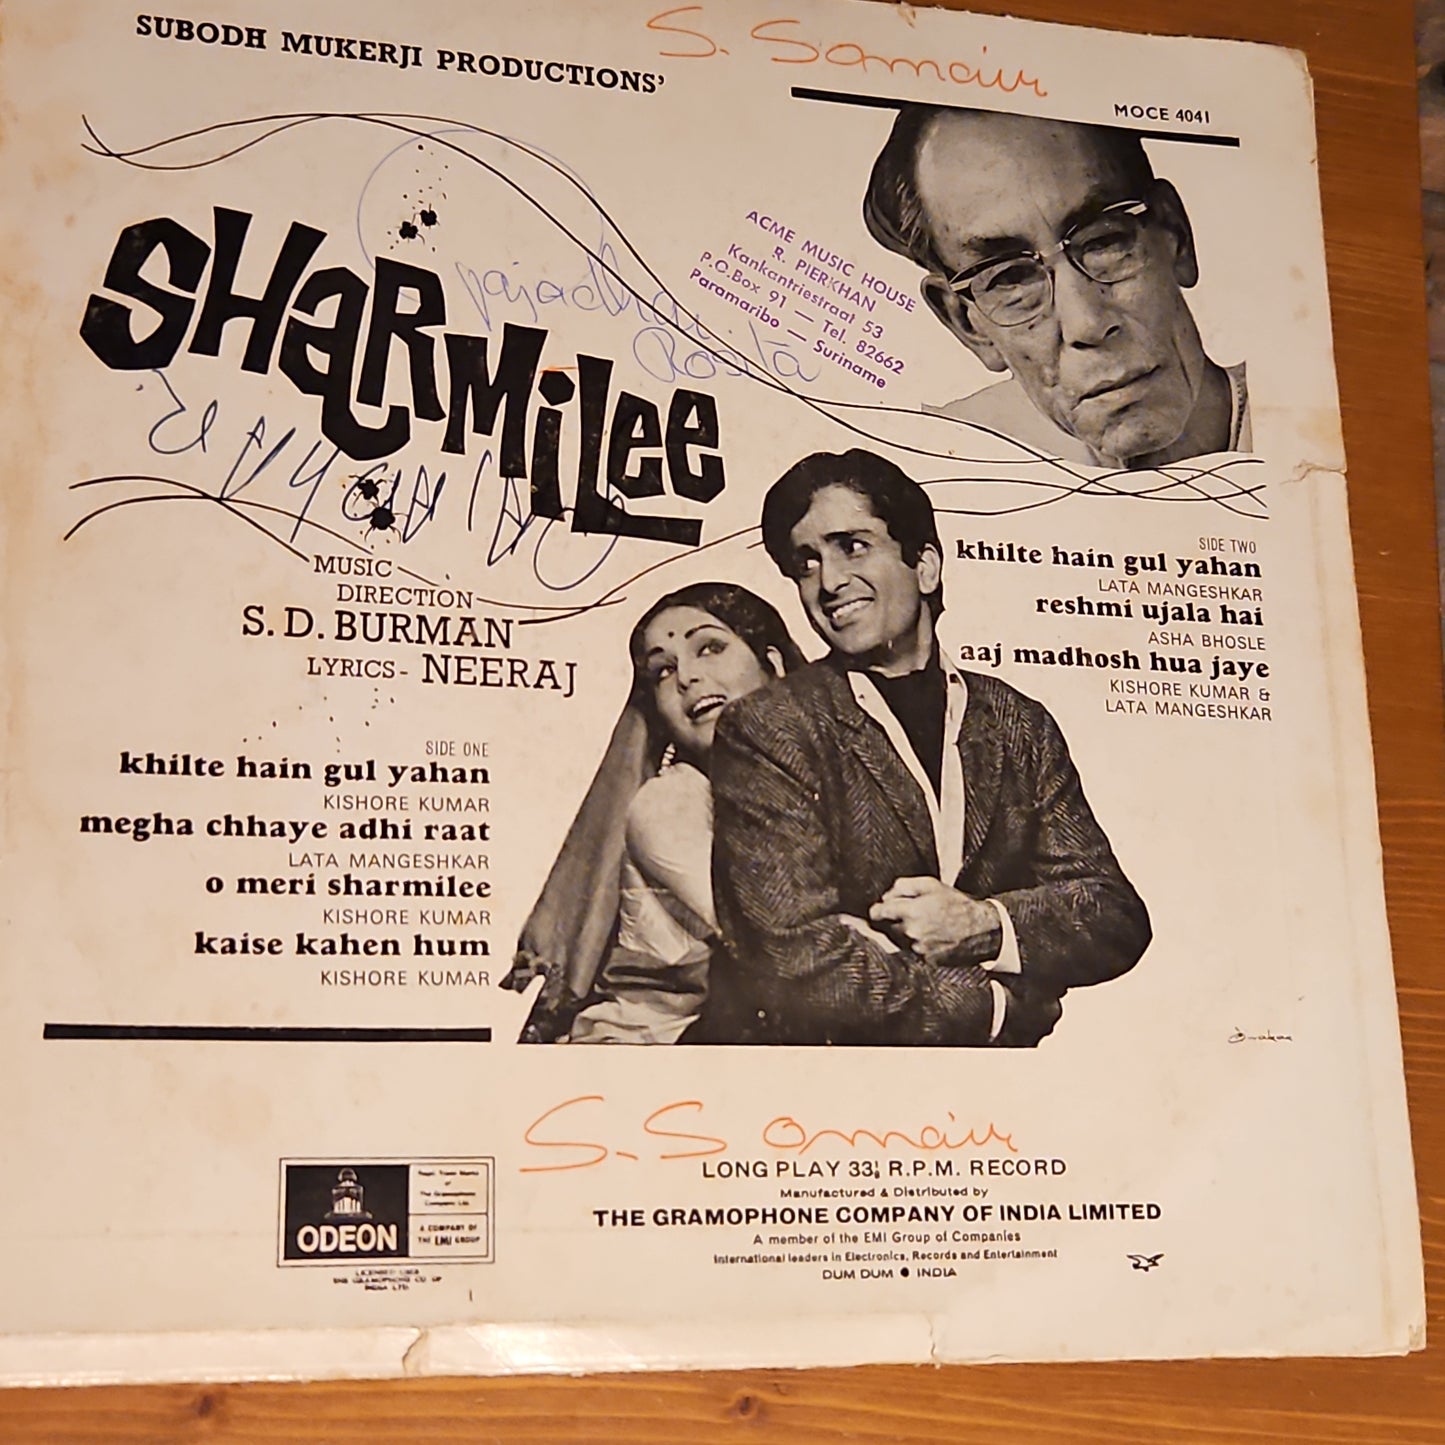 SUBODH MUKERJI PRODUCTIONS'
S. Somair
MOCE 4041
SHARMILEE
ACME MUSIC HOUSE
R. PIERKHAN
Kankantriestraat 53
P.O.Box 91 — Tel. 82662
Paramaribo — Suriname
Rosita
MUSIC
DIRECTION
S. D. BURMAN
LYRICS- NEERAJ
SIDE ONE
khilte hain gul yahan
KISHORE KUMAR
megha chhaye adhi raat
LATA MANGESHKAR
o meri sharmilee
KISHORE KUMAR
kaise kahen hum
KISHORE KUMAR
SIDE TWO
khilte hain gul yahan
LATA MANGESHKAR
reshmi ujala hai
ASHA BHOSLE
aaj madhosh hua jaye
KISHORE KUMAR &
LATA MANGESHKAR
S. Somair
ODEON
A COMPANY OF
THE EMI GROUP
LONG PLAY 33⅓ R.P.M. RECORD
Manufactured & Distributed by
THE GRAMOPHONE COMPANY OF INDIA LIMITED
A member of the EMI Group of Companies
International leaders in Electronics, Records and Entertainment
DUM DUM ● INDIA